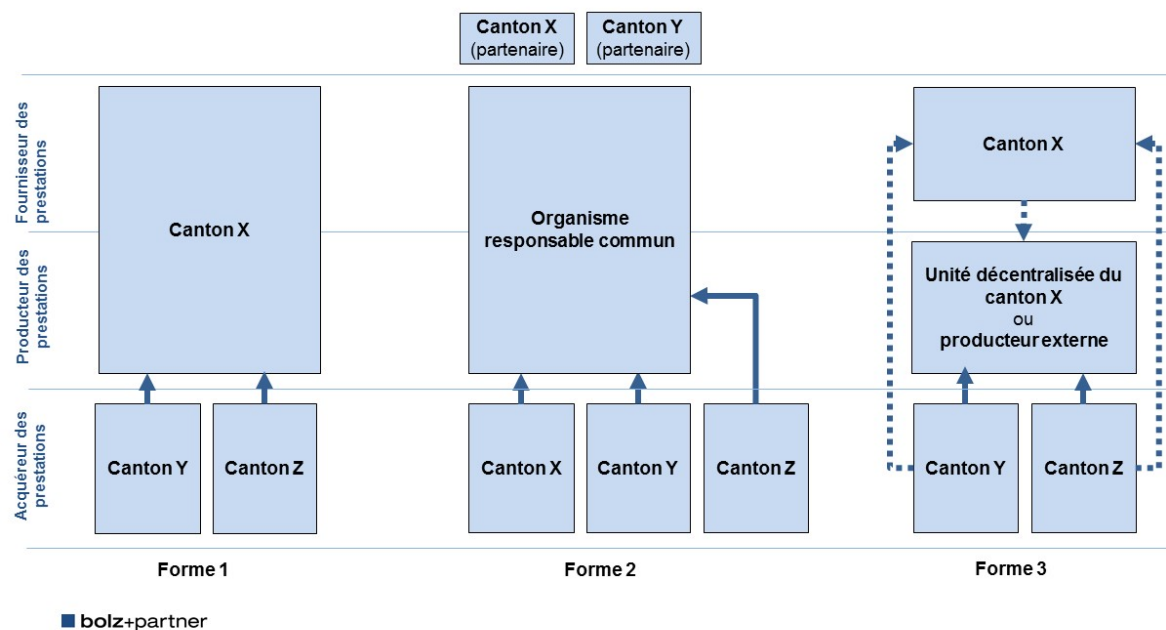 Canton X
(partenaire)
Canton Y
(partenaire)
Fournisseur des
prestations
Producteur des
prestations
Acquéreur des
prestations
Canton X
Canton Y
Canton Z
Forme 1
Organisme
responsable commun
Canton X
Canton Y
Canton Z
Forme 2
Canton X
Unité décentralisée du
canton X
ou
producteur externe
Canton Y
Canton Z
Forme 3
bolz+partner